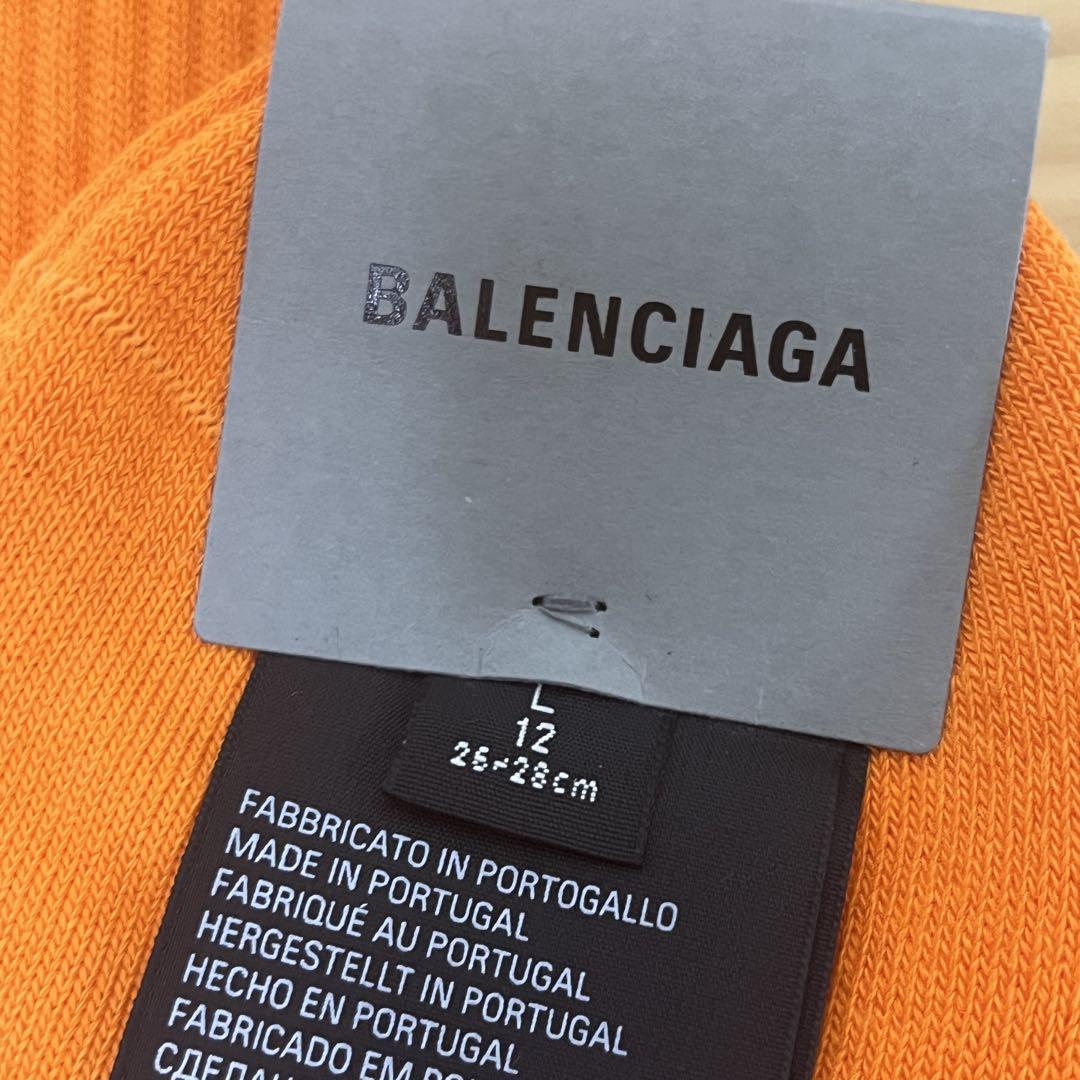 BALENCIAGA
L
12
26-28cm
FABBRICATO IN PORTOGALLO
MADE IN PORTUGAL
FABRIQUÉ AU PORTUGAL
HERGESTELLT IN PORTUGAL
HECHO EN PORTUGAL
FABRICADO EM